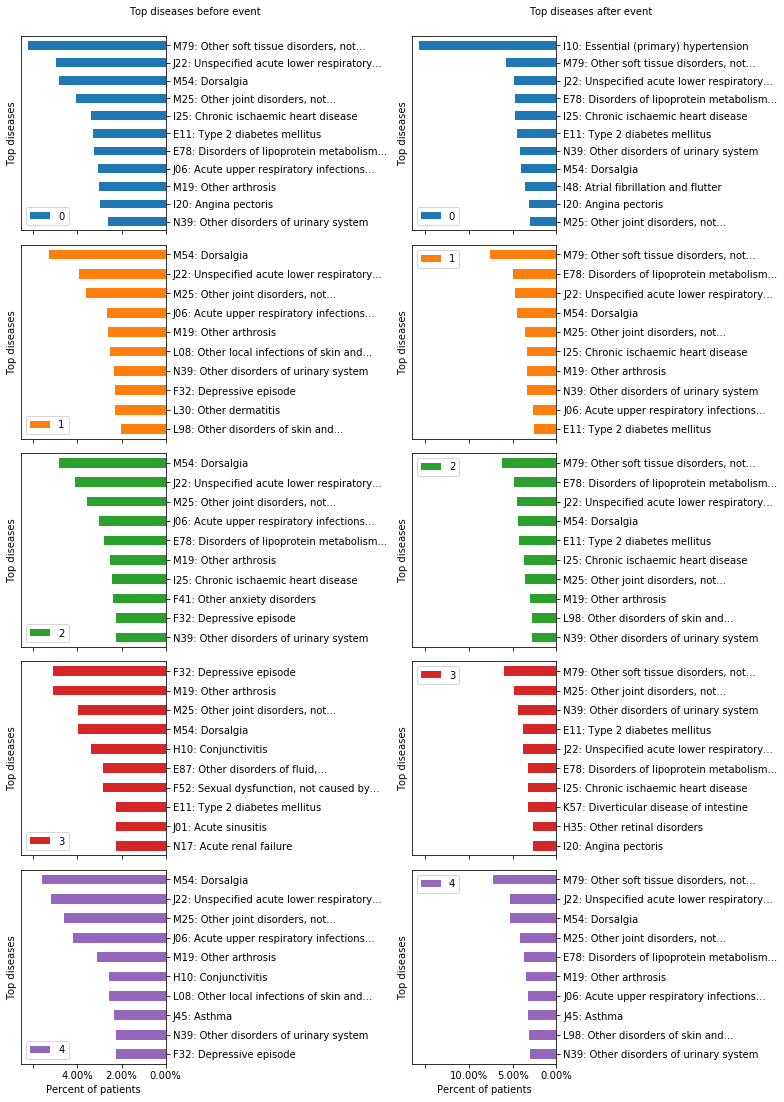 Top diseases before event
Top diseases
M79: Other soft tissue disorders, not...
J22: Unspecified acute lower respiratory...
M54: Dorsalgia
M25: Other joint disorders, not...
I25: Chronic ischaemic heart disease
E11: Type 2 diabetes mellitus
E78: Disorders of lipoprotein metabolism...
J06: Acute upper respiratory infections...
M19: Other arthrosis
I20: Angina pectoris
N39: Other disorders of urinary system
0
Top diseases
M54: Dorsalgia
J22: Unspecified acute lower respiratory...
M25: Other joint disorders, not...
J06: Acute upper respiratory infections...
M19: Other arthrosis
L08: Other local infections of skin and...
N39: Other disorders of urinary system
F32: Depressive episode
L30: Other dermatitis
L98: Other disorders of skin and...
1
Top diseases
M54: Dorsalgia
J22: Unspecified acute lower respiratory...
M25: Other joint disorders, not...
J06: Acute upper respiratory infections...
E78: Disorders of lipoprotein metabolism...
M19: Other arthrosis
I25: Chronic ischaemic heart disease
F41: Other anxiety disorders
F32: Depressive episode
N39: Other disorders of urinary system
2
Top diseases
F32: Depressive episode
M19: Other arthrosis
M25: Other joint disorders, not...
M54: Dorsalgia
H10: Conjunctivitis
E87: Other disorders of fluid,...
F52: Sexual dysfunction, not caused by...
E11: Type 2 diabetes mellitus
J01: Acute sinusitis
N17: Acute renal failure
3
Top diseases
M54: Dorsalgia
J22: Unspecified acute lower respiratory...
M25: Other joint disorders, not...
J06: Acute upper respiratory infections...
M19: Other arthrosis
H10: Conjunctivitis
L08: Other local infections of skin and...
J45: Asthma
N39: Other disorders of urinary system
F32: Depressive episode
4
4.00% 2.00% 0.00%
Percent of patients
Top diseases after event
Top diseases
I10: Essential (primary) hypertension
M79: Other soft tissue disorders, not...
J22: Unspecified acute lower respiratory...
E78: Disorders of lipoprotein metabolism...
I25: Chronic ischaemic heart disease
E11: Type 2 diabetes mellitus
N39: Other disorders of urinary system
M54: Dorsalgia
I48: Atrial fibrillation and flutter
I20: Angina pectoris
M25: Other joint disorders, not...
0
Top diseases
1
M79: Other soft tissue disorders, not...
E78: Disorders of lipoprotein metabolism...
J22: Unspecified acute lower respiratory...
M54: Dorsalgia
M25: Other joint disorders, not...
I25: Chronic ischaemic heart disease
M19: Other arthrosis
N39: Other disorders of urinary system
J06: Acute upper respiratory infections...
E11: Type 2 diabetes mellitus
Top diseases
2
M79: Other soft tissue disorders, not...
E78: Disorders of lipoprotein metabolism...
J22: Unspecified acute lower respiratory...
M54: Dorsalgia
E11: Type 2 diabetes mellitus
I25: Chronic ischaemic heart disease
M25: Other joint disorders, not...
M19: Other arthrosis
L98: Other disorders of skin and...
N39: Other disorders of urinary system
Top diseases
3
M79: Other soft tissue disorders, not...
M25: Other joint disorders, not...
N39: Other disorders of urinary system
E11: Type 2 diabetes mellitus
J22: Unspecified acute lower respiratory...
E78: Disorders of lipoprotein metabolism...
I25: Chronic ischaemic heart disease
K57: Diverticular disease of intestine
H35: Other retinal disorders
I20: Angina pectoris
Top diseases
4
M79: Other soft tissue disorders, not...
J22: Unspecified acute lower respiratory...
M54: Dorsalgia
M25: Other joint disorders, not...
E78: Disorders of lipoprotein metabolism...
M19: Other arthrosis
J06: Acute upper respiratory infections...
J45: Asthma
L98: Other disorders of skin and...
N39: Other disorders of urinary system
10.00% 5.00% 0.00%
Percent of patients